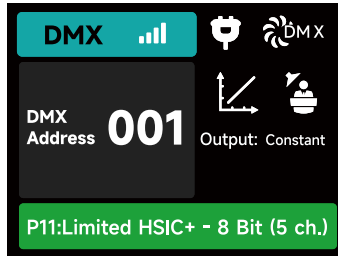 DMX
DMX
DMX
Address 001
Output: Constant
P11:Limited HSIC+ - 8 Bit (5 ch.)